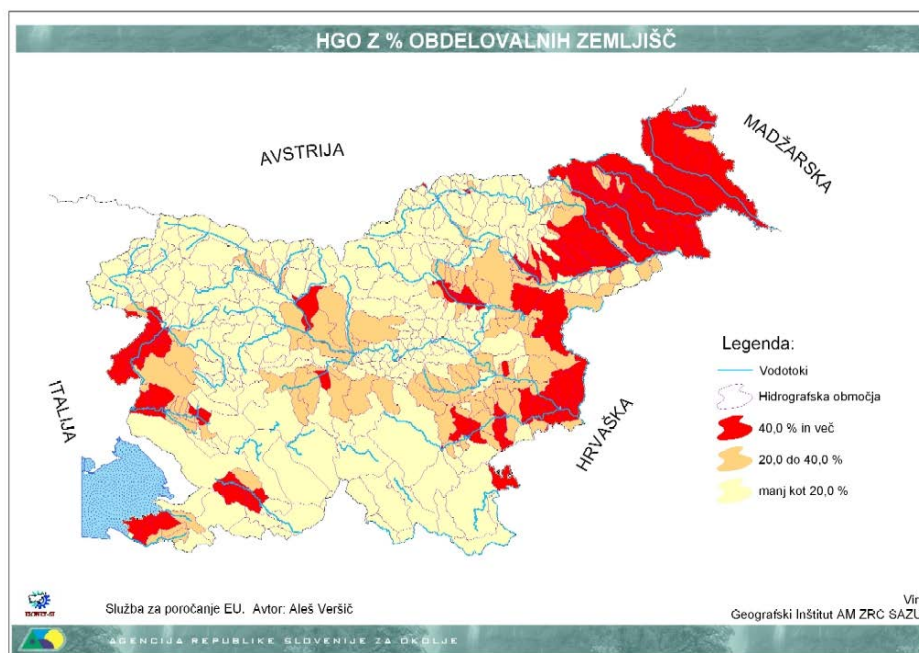 HGO Z % OBDELOVALNIH ZEMLJIŠČ
AVSTRIJA
MADŽARSKA
ITALIJA
HRVAŠKA
Legenda:
Vodotoki
Hidrografska območja
40,0 % in več
20,0 do 40,0 %
manj kot 20,0 %
Služba za poročanje EU. Avtor: Aleš Veršič
Vir
Geografski Inštitut AM ZRC SAZU
AGENCIJA REPUBLIKE SLOVENIJE ZA OKOLJE